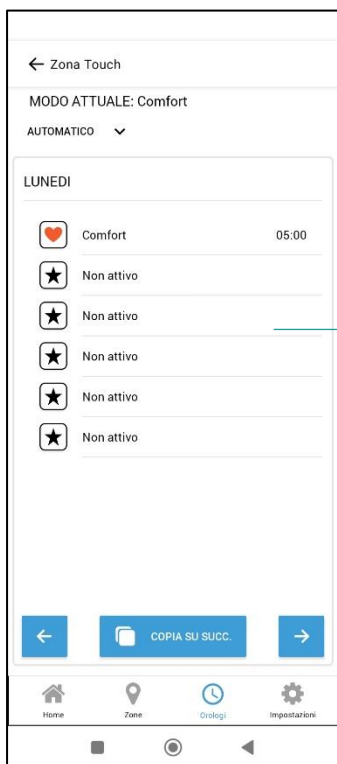 Zona Touch
MODO ATTUALE: Comfort
AUTOMATICO
LUNEDI
Comfort 05:00
Non attivo
Non attivo
Non attivo
Non attivo
Non attivo
COPIA SU SUCC.
Home Zone Orologi Impostazioni